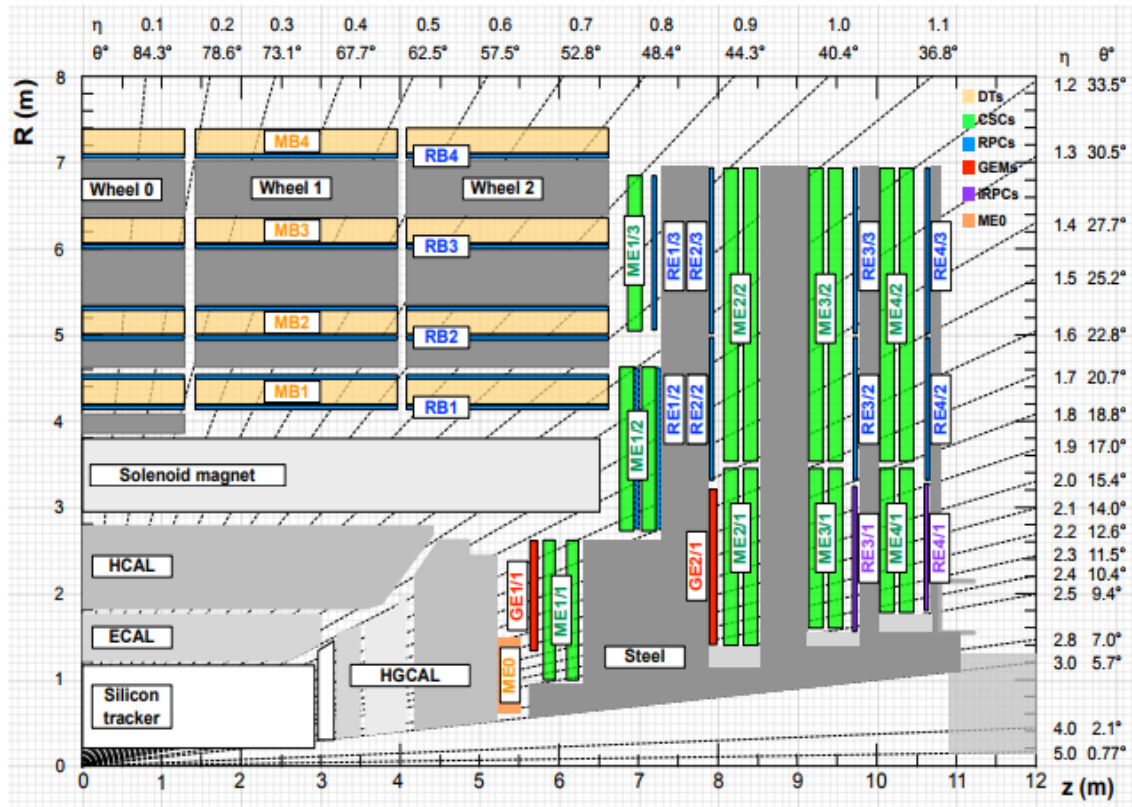 η 0.1 0.2 0.3 0.4 0.5 0.6 0.7 0.8 0.9 1.0 1.1 η θ°
θ° 84.3° 78.6° 73.1° 67.7° 62.5° 57.5° 52.8° 48.4° 44.3° 40.4° 36.8°
R (m)
8
7
6
5
4
3
2
1
0
1.2 33.5°
1.3 30.5°
1.4 27.7°
1.5 25.2°
1.6 22.8°
1.7 20.7°
1.8 18.8°
1.9 17.0°
2.0 15.4°
2.1 14.0°
2.2 12.6°
2.3 11.5°
2.4 10.4°
2.5 9.4°
2.8 7.0°
3.0 5.7°
4.0 2.1°
5.0 0.77°
DTs
CSCs
RPCs
GEMs
iRPCs
ME0
MB4
RB4
Wheel 0 Wheel 1 Wheel 2
MB3
RB3
MB2
RB2
MB1
RB1
Solenoid magnet
HCAL
ECAL
Silicon
tracker
HGCAL
Steel
ME0
GE1/1
ME1/1
ME1/2
ME1/3
RE1/3
RE2/3
RE1/2
RE2/2
GE2/1
ME2/2
ME2/1
ME3/2
ME3/1
RE3/3
RE3/2
RE3/1
ME4/2
ME4/1
RE4/3
RE4/2
RE4/1
0 1 2 3 4 5 6 7 8 9 10 11 12
z (m)